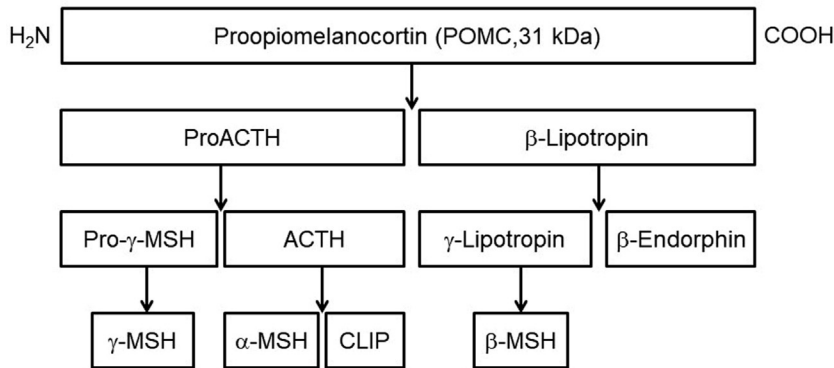 H₂N Proopiomelanocortin (POMC,31 kDa) COOH
ProACTH β-Lipotropin
Pro-γ-MSH ACTH γ-Lipotropin β-Endorphin
γ-MSH α-MSH CLIP β-MSH